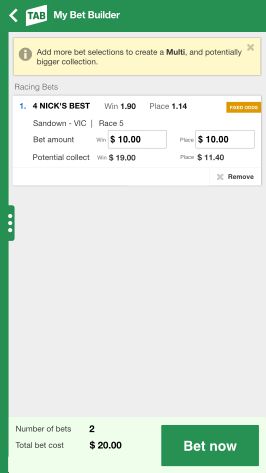 TAB My Bet Builder
Add more bet selections to create a Multi, and potentially
bigger collection.
Racing Bets
1. 4 NICK'S BEST Win 1.90 Place 1.14 FIXED ODDS
Sandown - VIC | Race 5
Bet amount Win $ 10.00 Place $ 10.00
Potential collect Win $ 19.00 Place $ 11.40
Remove
Number of bets 2
Total bet cost $ 20.00
Bet now